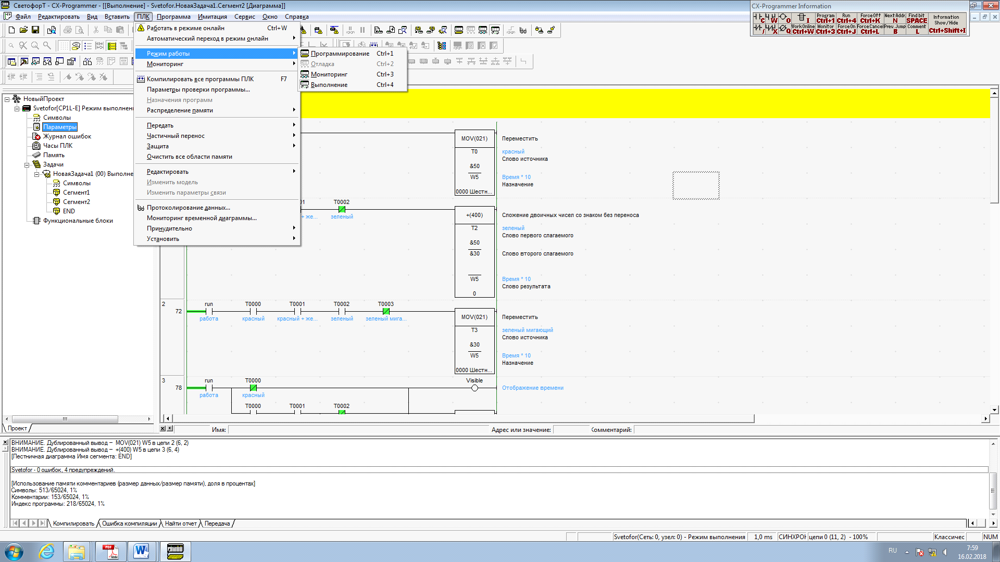 СветофорТ - CX-Programmer - [[Выполнение] - Svetofor.НоваяЗадача1.Сегмент2 [Диаграмма]]
Файл Редактировать Вид Вставить ПЛК Программа Имитация Сервис Окно Справка
CX-Programmer Information
C W O I Program Ctrl+1 Run Ctrl+4 Force Off Ctrl+K Next Addr. N Find bit SPACE
/ X Q Work Online Ctrl+W Monitor Ctrl+3 Force On Ctrl+J Force Cancel Ctrl+L Prev. Jump B Comment L
Information Show / Hide Ctrl+Shift+I
Работать в режиме онлайн Ctrl+W
Автоматический переход в режим онлайн
Режим работы
Мониторинг
Компилировать все программы ПЛК F7
Параметры проверки программы...
Назначения программ
Распределение памяти
Передать
Частичный перенос
Защита
Очистить все области памяти
Редактировать
Изменить модель
Изменить параметры связи
Протоколирование данных...
Мониторинг временной диаграммы...
Принудительно
Установить
Программирование Ctrl+1
Отладка Ctrl+2
Мониторинг Ctrl+3
Выполнение Ctrl+4
НовыйПроект
Svetofor[CP1L-E] Режим выполнен
Символы
Параметры
Журнал ошибок
Часы ПЛК
Память
Задачи
НоваяЗадача1 (00) Выполне
Символы
Сегмент1
Сегмент2
END
Функциональные блоки
Проект
MOV(021) Переместить
T0 красный
Слово источника
&50
W5 Время * 10
Назначение
0000 Шестн...
01 T0002
+ же... зеленый
+(400) Сложение двоичных чисел со знаком без переноса
T2 зеленый
Слово первого слагаемого
&50
&30 Слово второго слагаемого
W5 Время * 10
Слово результата
0
2 run T0000 T0001 T0002 T0003
72
работа красный красный + же... зеленый зеленый мига...
MOV(021) Переместить
T3 зеленый мигающий
Слово источника
&30
W5 Время * 10
Назначение
0000 Шестн...
3 run T0000 Visible
78 Отображение времени
работа красный
T0000 T0001 T0002
Имя: Адрес или значение: Комментарий:
ВНИМАНИЕ. Дублированный вывод – MOV(021) W5 в цепи 2 (6, 2)
ВНИМАНИЕ. Дублированный вывод – +(400) W5 в цепи 3 (6, 4)
[Лестничная диаграмма Имя сегмента: END]
Svetofor - 0 ошибок, 4 предупреждений.
[Использование памяти комментариев (размер данных/размер памяти), доля в процентах]
Символы: 513/65024, 1%
Комментарии: 153/65024, 1%
Индекс программы: 218/65024, 1%
Компилировать Ошибка компиляции Найти отчет Передача
Svetofor(Сеть: 0, узел: 0) - Режим выполнения 1,0 ms СИНХРОН цепи 0 (11, 2) - 100% Классичес NUM
RU 7:59
16.02.2018